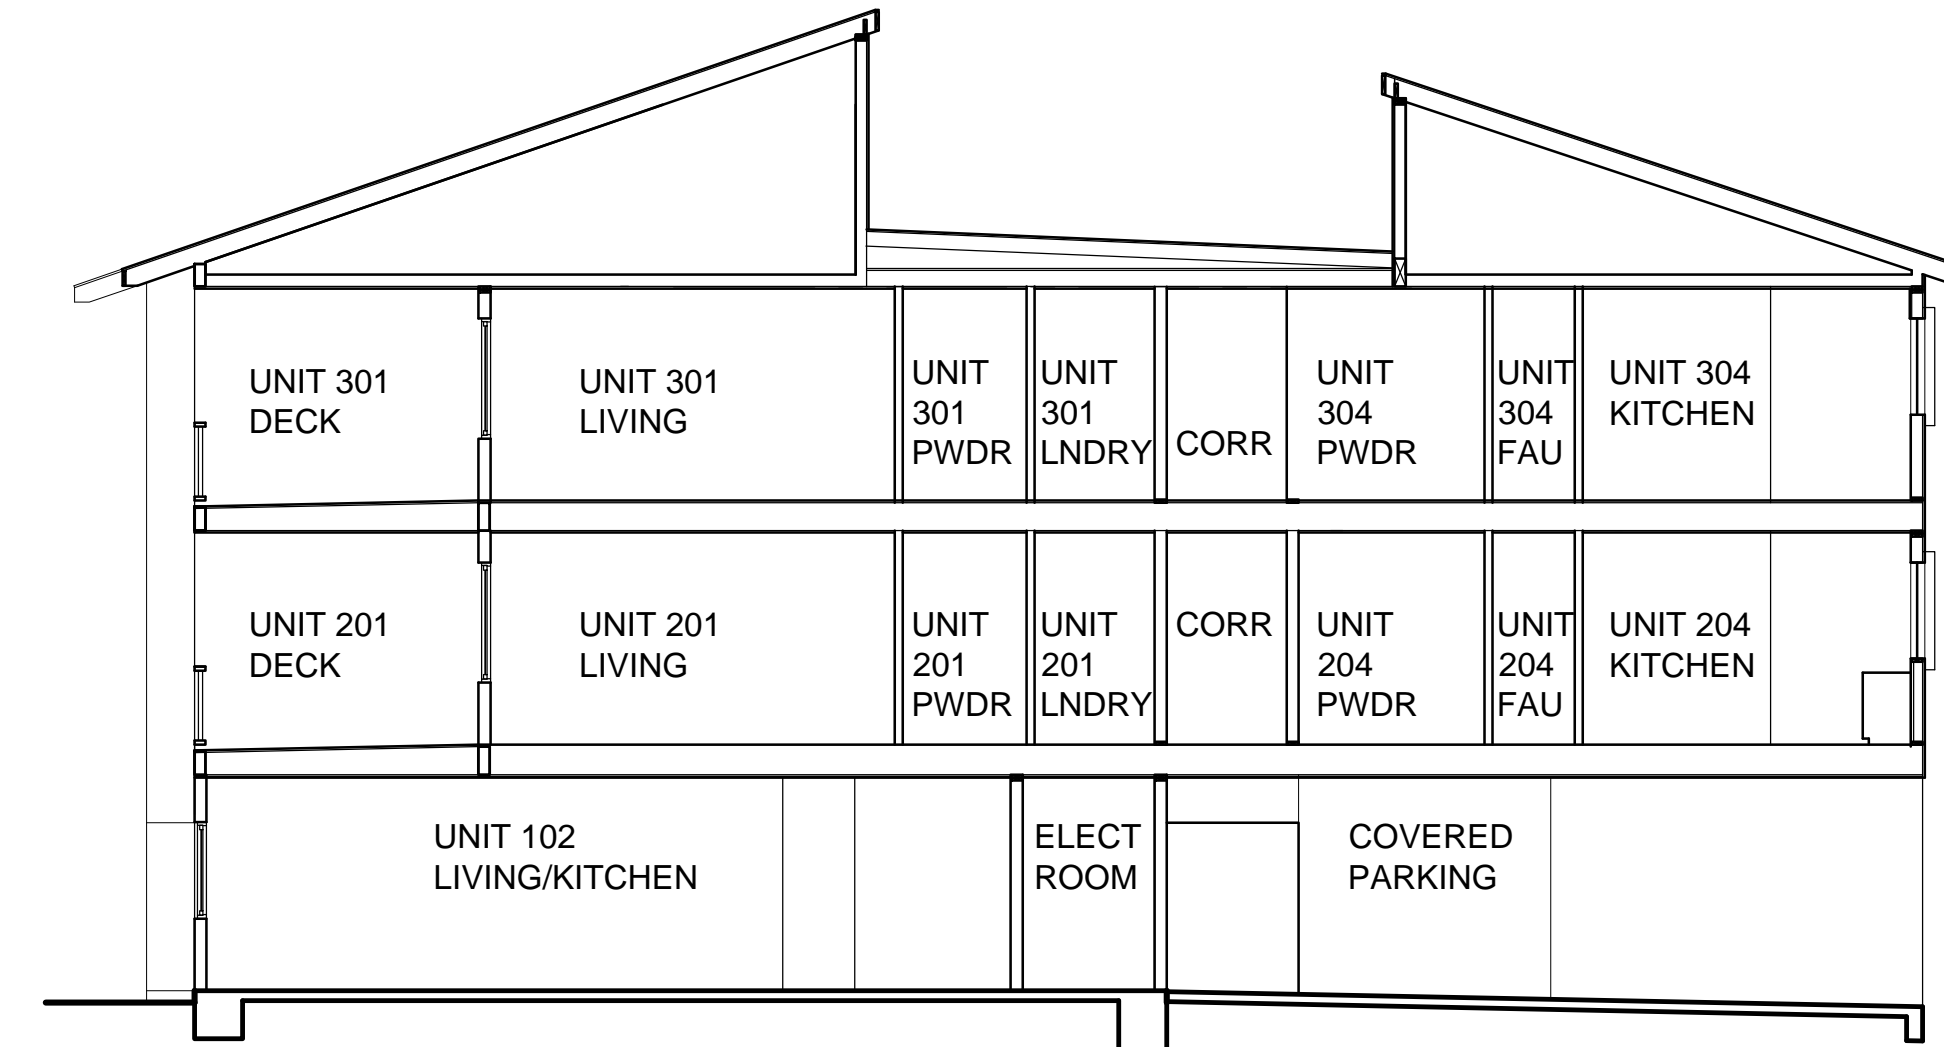 UNIT 301
DECK
UNIT 301
LIVING
UNIT
301
PWDR
UNIT
301
LNDRY
CORR
UNIT
304
PWDR
UNIT
304
FAU
UNIT 304
KITCHEN
UNIT 201
DECK
UNIT 201
LIVING
UNIT
201
PWDR
UNIT
201
LNDRY
CORR
UNIT
204
PWDR
UNIT
204
FAU
UNIT 204
KITCHEN
UNIT 102
LIVING/KITCHEN
ELECT
ROOM
COVERED
PARKING